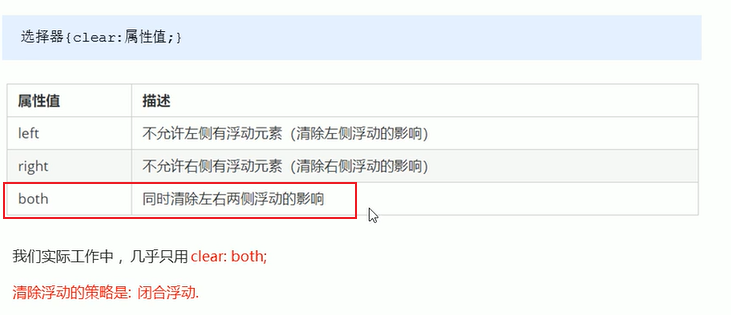 选择器{clear:属性值;}
属性值 描述
left 不允许左侧有浮动元素（清除左侧浮动的影响）
right 不允许右侧有浮动元素（清除右侧浮动的影响）
both 同时清除左右两侧浮动的影响
我们实际工作中，几乎只用 clear: both;
清除浮动的策略是: 闭合浮动.